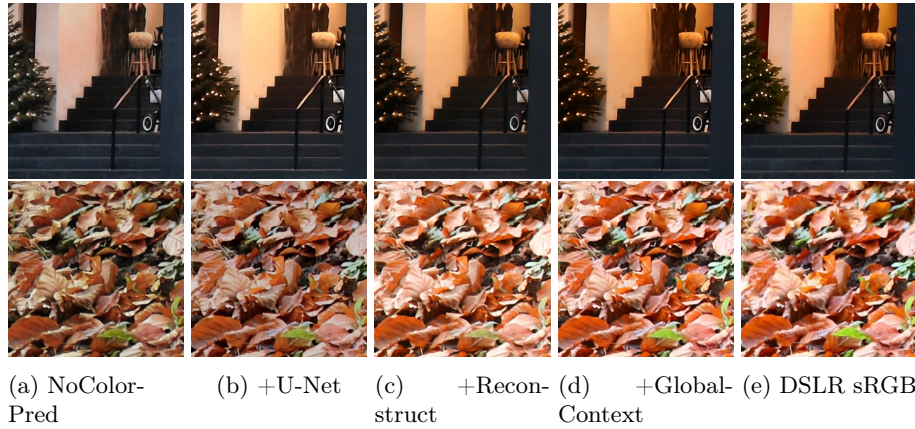 (a) NoColor-
Pred
(b) +U-Net
(c) +Recon-
struct
(d) +Global-
Context
(e) DSLR sRGB